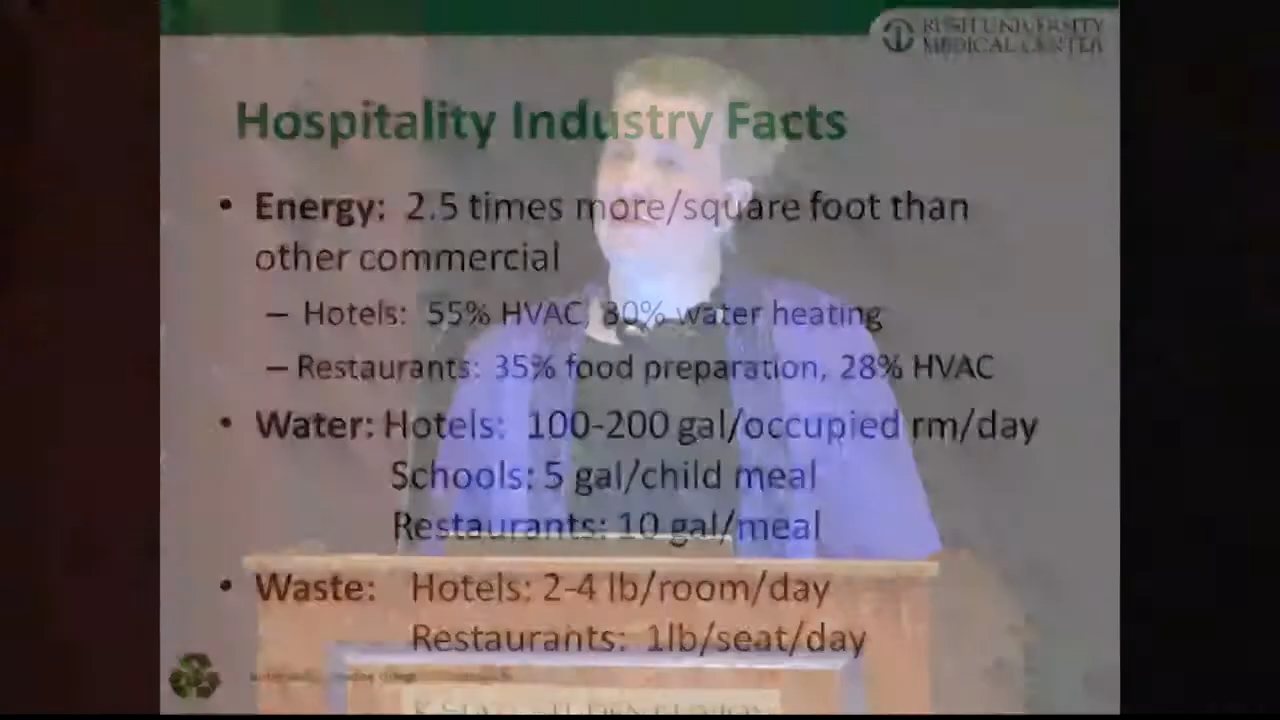 RUSH UNIVERSITY
MEDICAL CENTER
Hospitality Industry Facts
• Energy: 2.5 times more/square foot than
other commercial
– Hotels: 55% HVAC, 30% water heating
– Restaurants: 35% food preparation, 28% HVAC
• Water: Hotels: 100-200 gal/occupied rm/day
Schools: 5 gal/child meal
Restaurants: 10 gal/meal
• Waste: Hotels: 2-4 lb/room/day
Restaurants: 1lb/seat/day